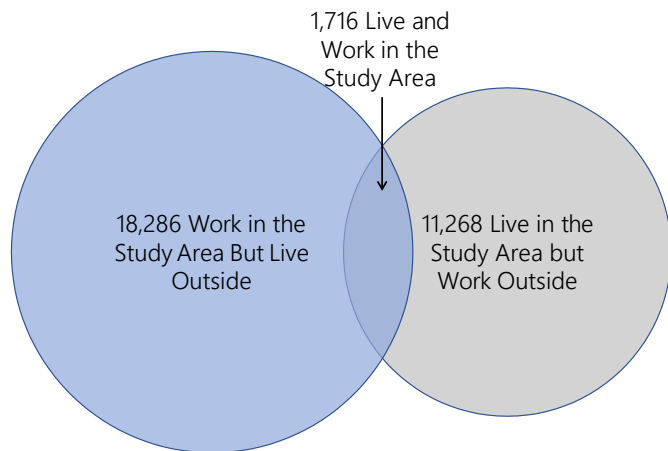 1,716 Live and
Work in the
Study Area
18,286 Work in the
Study Area But Live
Outside
11,268 Live in the
Study Area but
Work Outside